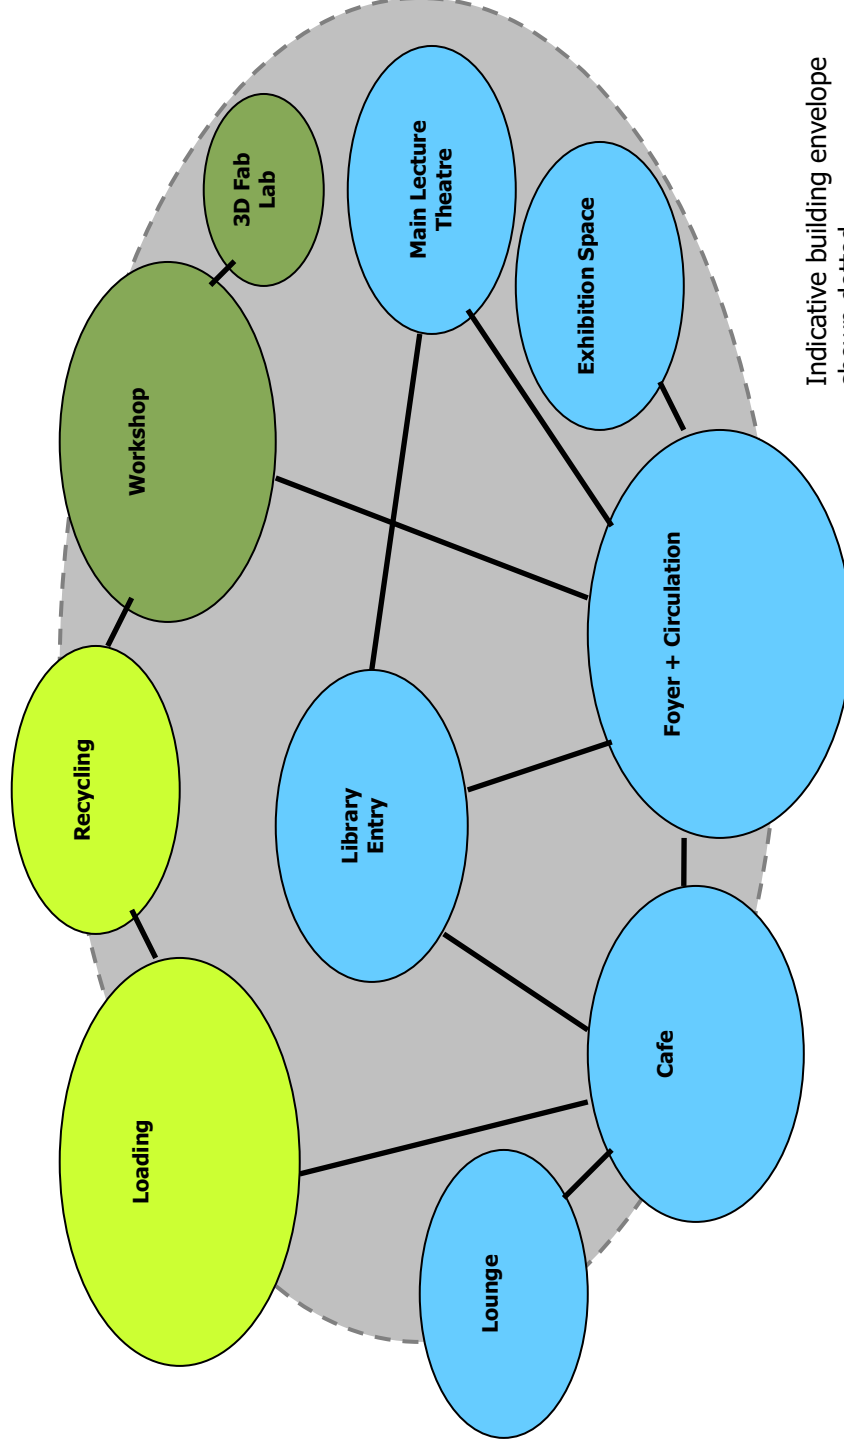 Recycling
Workshop
Loading
3D Fab
Lab
Library
Entry
Main Lecture
Theatre
Lounge
Exhibition Space
Cafe
Foyer + Circulation
Indicative building envelope